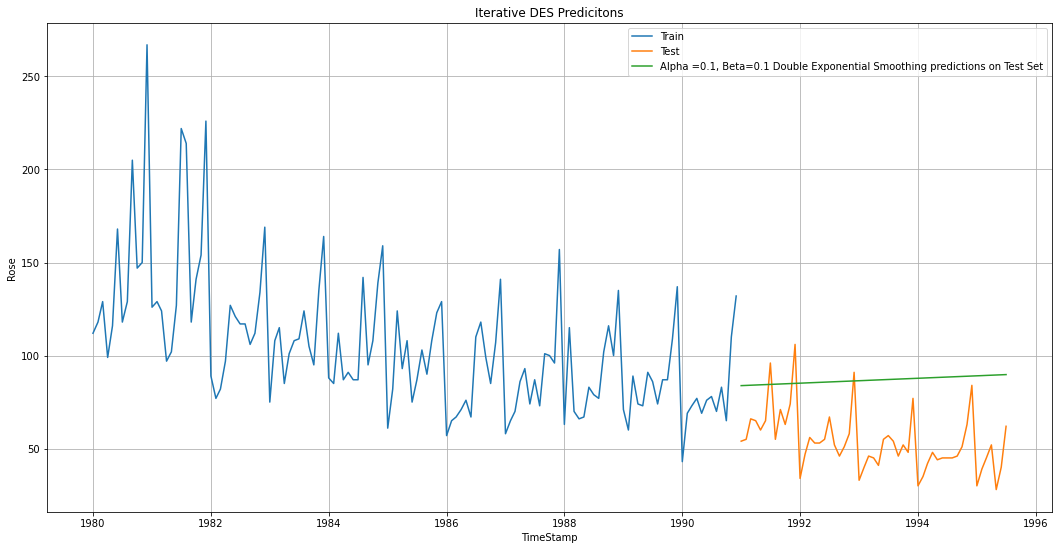 Iterative DES Predicitons
Train
Test
Alpha =0.1, Beta=0.1 Double Exponential Smoothing predictions on Test Set
250
200
150
100
50
Rose
1980 1982 1984 1986 1988 1990 1992 1994 1996
TimeStamp